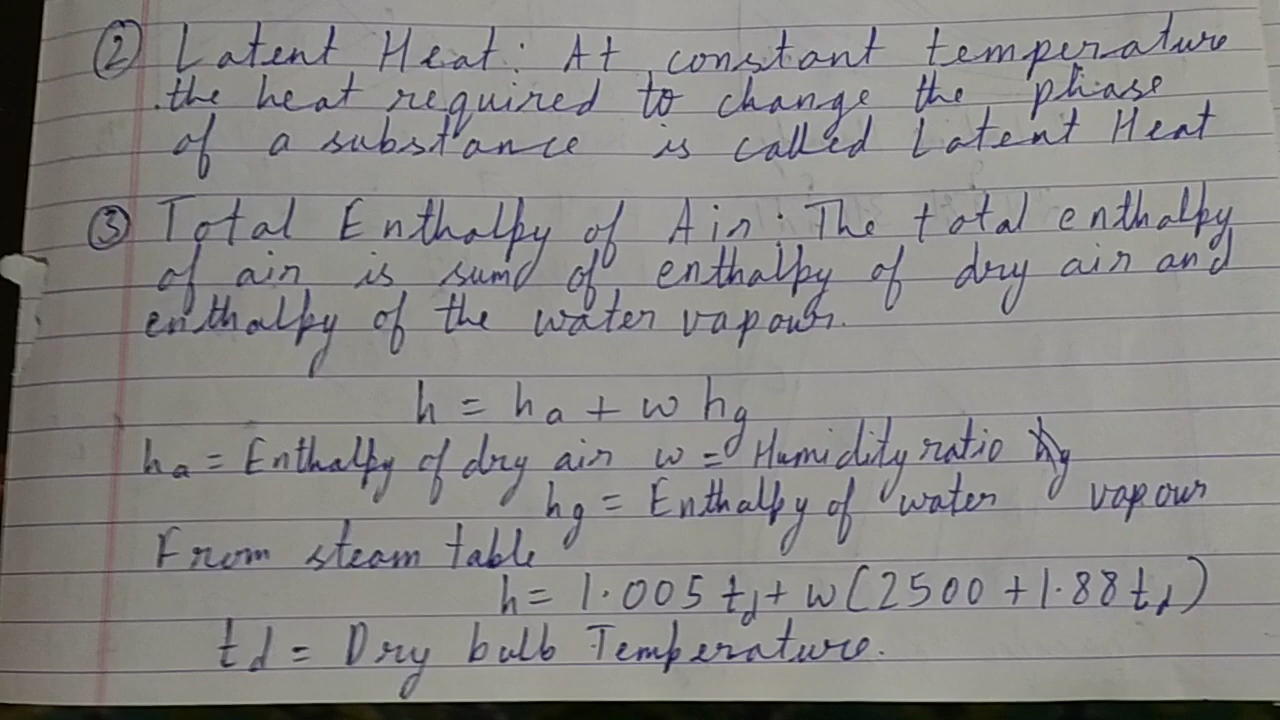 ② Latent Heat: At constant temperature
the heat required to change the phase
of a substance is called Latent Heat
③ Total Enthalpy of Air: The total enthalpy
of air is sum of enthalpy of dry air and
enthalpy of the water vapour.
h = ha + w hg
ha = Enthalpy of dry air w = Humidity ratio
hg = Enthalpy of water vapour
From steam table
h = 1.005 td + w(2500 + 1.88 td)
td = Dry bulb Temperature.